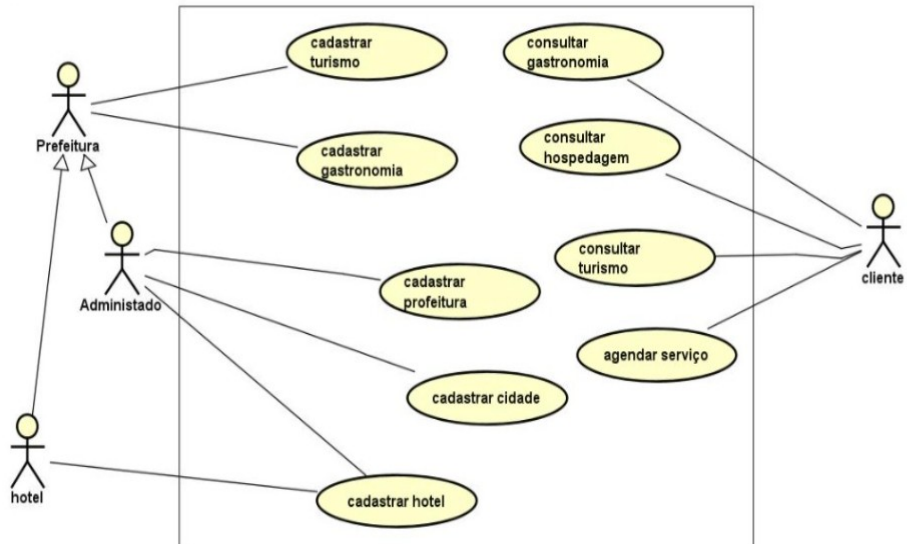 cadastrar
turismo
consultar
gastronomia
Prefeitura
cadastrar
gastronomia
consultar
hospedagem
Administado
cadastrar
profeitura
consultar
turismo
cliente
agendar serviço
cadastrar cidade
hotel
cadastrar hotel